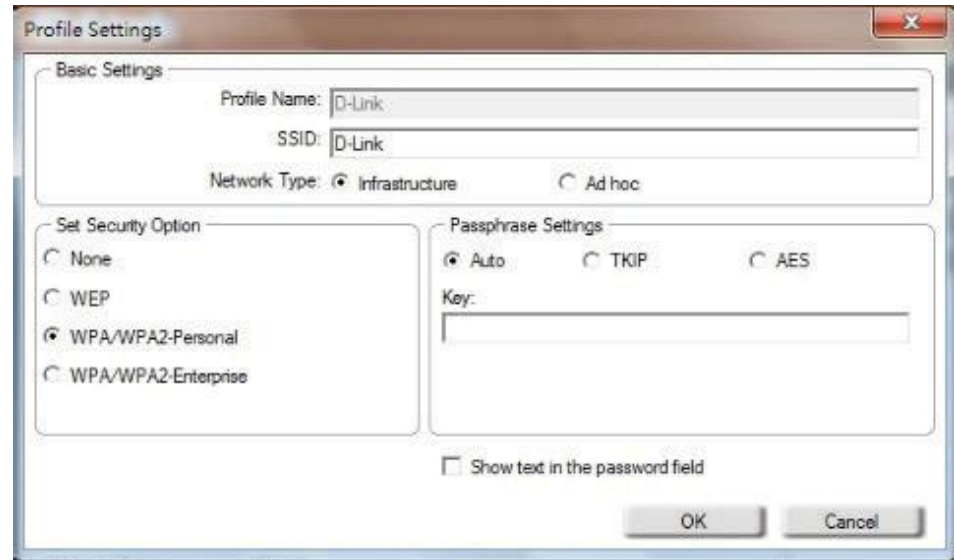 Profile Settings
Basic Settings
Profile Name: D-Link
SSID: D-Link
Network Type: Infrastructure Ad hoc
Set Security Option
None
WEP
WPA/WPA2-Personal
WPA/WPA2-Enterprise
Passphrase Settings
Auto TKIP AES
Key:
Show text in the password field
OK Cancel